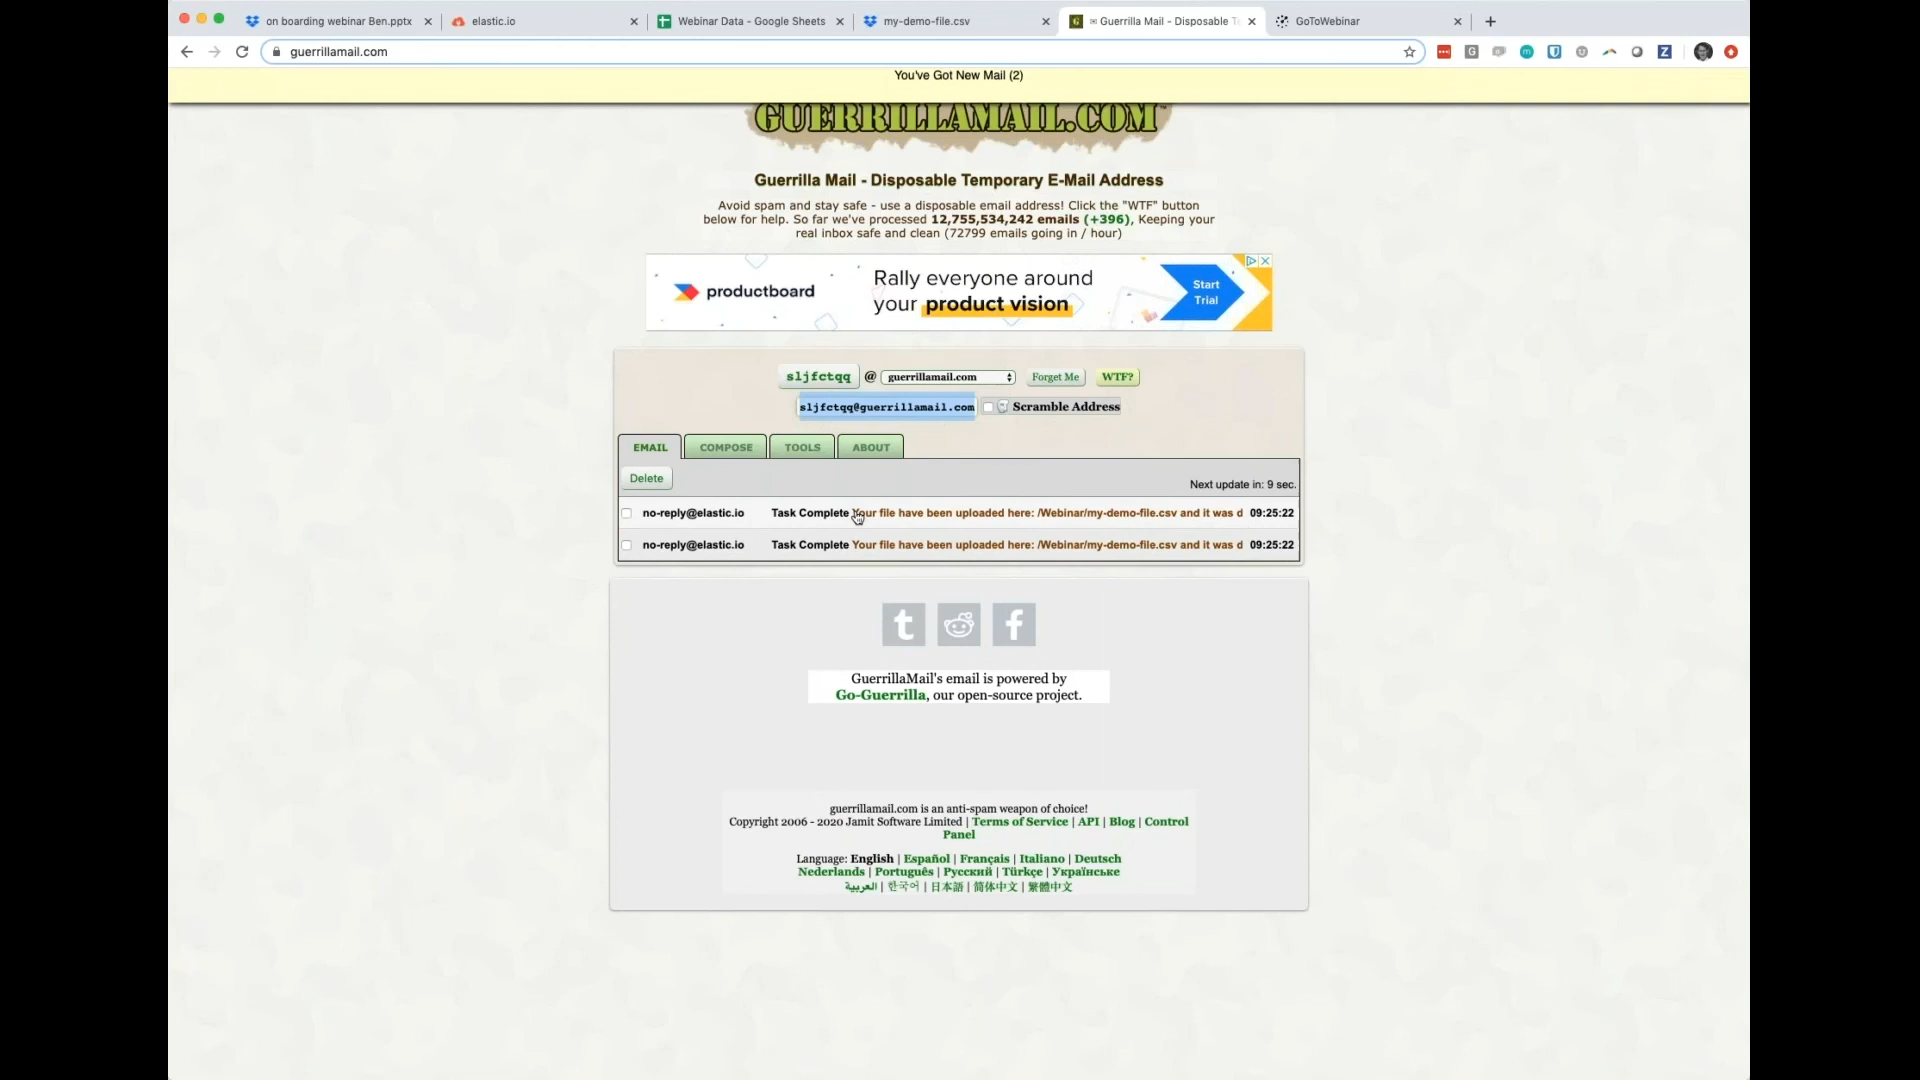 on boarding webinar Ben.pptx
elastic.io
Webinar Data - Google Sheets
my-demo-file.csv
Guerrilla Mail - Disposable T
GoToWebinar
guerrillamail.com
You've Got New Mail (2)
GUERRILLAMAIL.COM
Guerrilla Mail - Disposable Temporary E-Mail Address
Avoid spam and stay safe - use a disposable email address! Click the "WTF" button
below for help. So far we've processed 12,755,534,242 emails (+396), Keeping your
real inbox safe and clean (72799 emails going in / hour)
productboard
Rally everyone around
your product vision
Start
Trial
sljfctqq @ guerrillamail.com Forget Me WTF?
sljfctqq@guerrillamail.com Scramble Address
EMAIL COMPOSE TOOLS ABOUT
Delete
Next update in: 9 sec.
no-reply@elastic.io Task Complete Your file have been uploaded here: /Webinar/my-demo-file.csv and it was d 09:25:22
no-reply@elastic.io Task Complete Your file have been uploaded here: /Webinar/my-demo-file.csv and it was d 09:25:22
GuerrillaMail's email is powered by
Go-Guerrilla, our open-source project.
guerrillamail.com is an anti-spam weapon of choice!
Copyright 2006 - 2020 Jamit Software Limited | Terms of Service | API | Blog | Control
Panel
Language: English | Español | Français | Italiano | Deutsch
Nederlands | Português | Русский | Türkçe | Українське
العربية | 한국어 | 日本語 | 简体中文 | 繁體中文